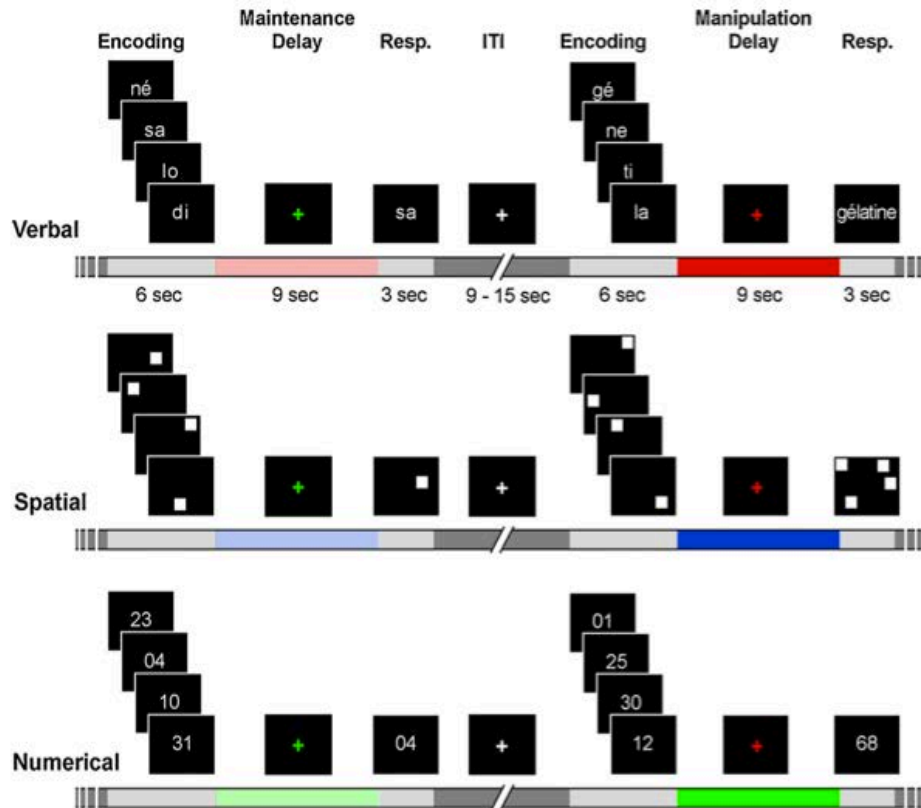 Maintenance Manipulation
Encoding Delay Resp. ITI Encoding Delay Resp.
né gé
sa ne
lo ti
di sa la gélatine
Verbal
6 sec 9 sec 3 sec 9 - 15 sec 6 sec 9 sec 3 sec
Spatial
23 01
04 25
10 30
31 04 12 68
Numerical